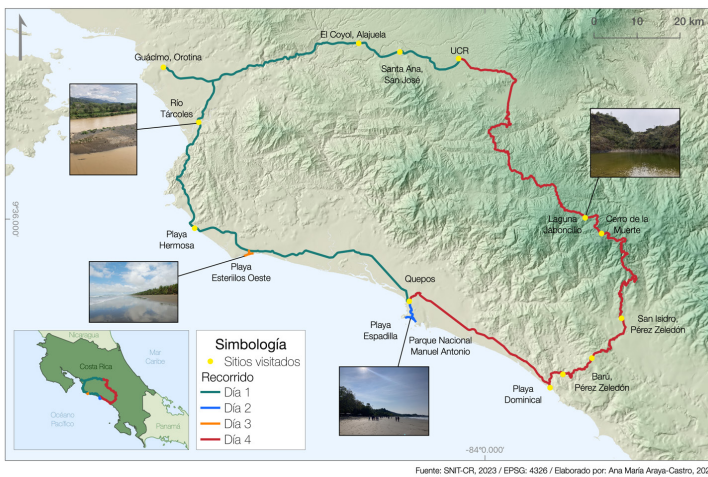 0
20 km
El Coyol, Alajuela
UCR
Guácimo, Orotina
Santa Ana,
San José
Río
Tárcoles
9°36.000'
Laguna
Jaboncillo
Cerro de la
Muerte
Playa
Hermosa
Playa
Esteriilos Oeste
Quepos
San Isidro,
Pérez Zeledón
Playa
Espadilla
Parque Nacional
Manuel Antonio
Barú,
Pérez Zeledón
Playa
Dominical
Nicaragua
Mar
Caribe
Costa Rica
Océano
Pacífico
Panamá
Simbología
Sitios visitados
Recorrido
Día 1
Día 2
Día 3
Día 4
-84°0.000'
Fuente: SNIT-CR, 2023 / EPSG: 4326 / Elaborado por: Ana María Araya-Castro, 202